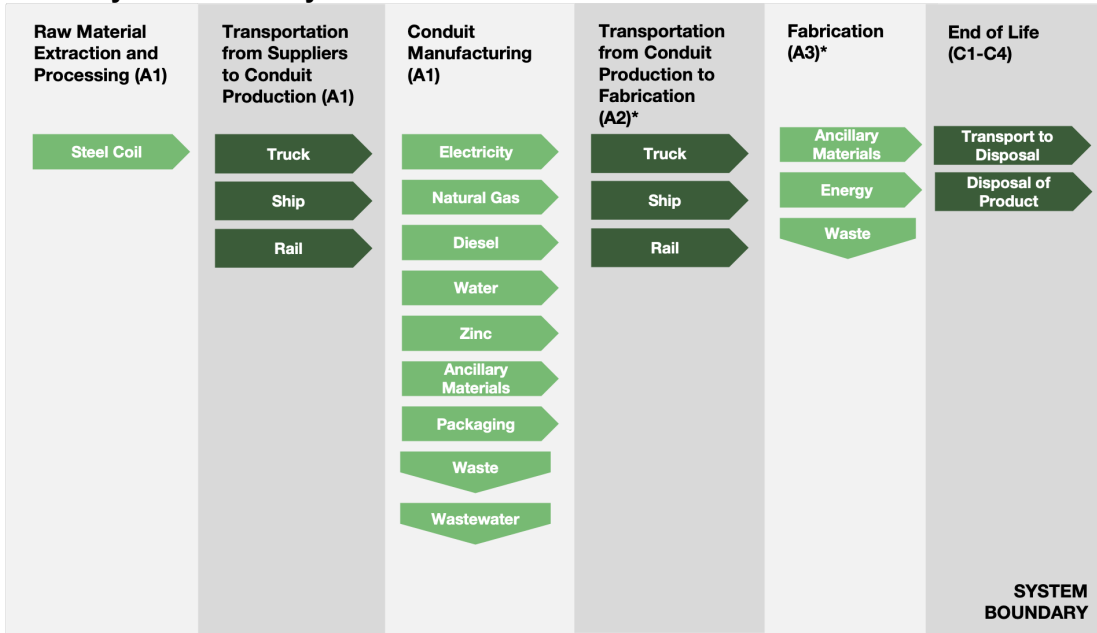 Raw Material
Extraction and
Processing (A1)
Steel Coil
Transportation
from Suppliers
to Conduit
Production (A1)
Truck
Ship
Rail
Conduit
Manufacturing
(A1)
Electricity
Natural Gas
Diesel
Water
Zinc
Ancillary
Materials
Packaging
Waste
Wastewater
Transportation
from Conduit
Production to
Fabrication
(A2)*
Truck
Ship
Rail
Fabrication
(A3)*
Ancillary
Materials
Energy
Waste
End of Life
(C1-C4)
Transport to
Disposal
Disposal of
Product
SYSTEM
BOUNDARY